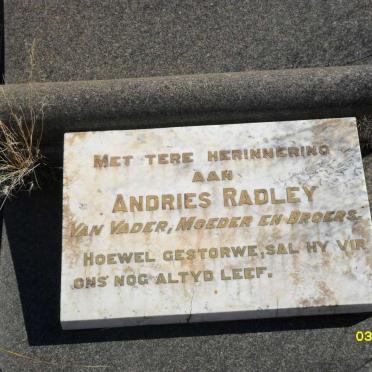 MET TERE HERINNERING
AAN
ANDRIES RADLEY
VAN VADER, MOEDER EN BROERS.
HOEWEL GESTORWE, SAL HY VIR
ONS NOG ALTYD LEEF.
03